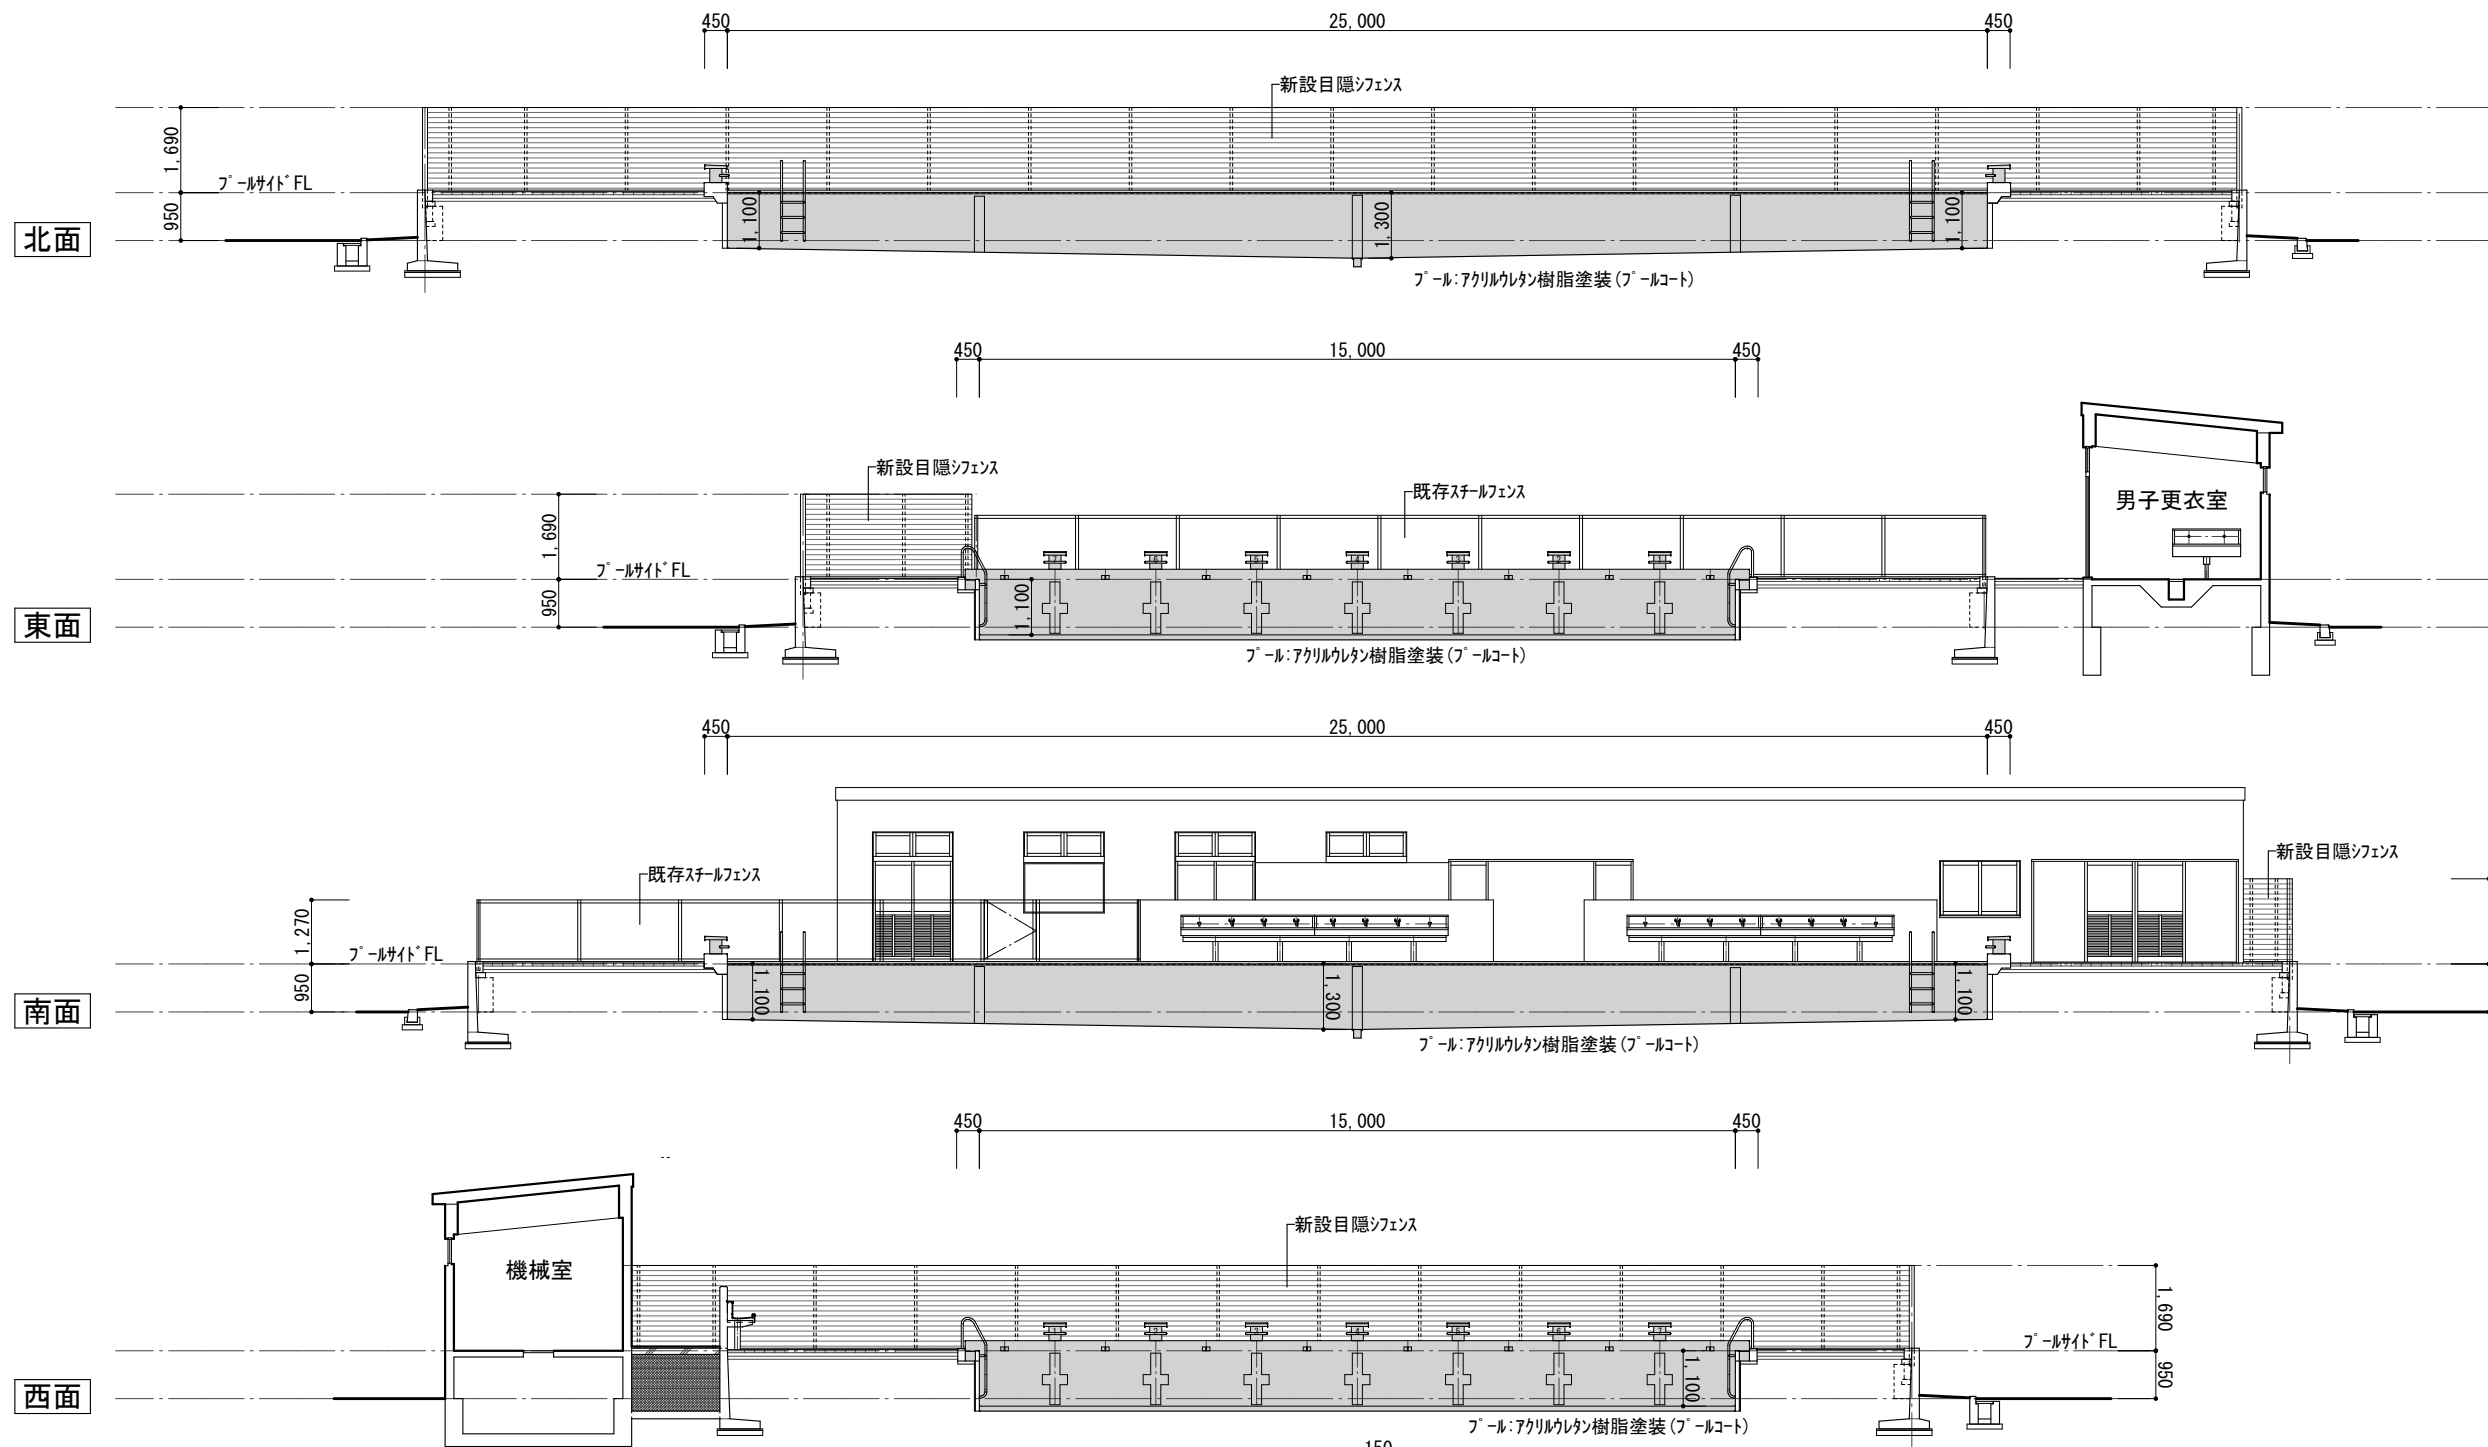 450 25,000 450
新設目隠シフェンス
1,690
プールサイドFL
950
北面
1,100
1,300
1,100
プール:アクリルウレタン樹脂塗装(プールコート)
450 15,000 450
新設目隠シフェンス
既存スチールフェンス
男子更衣室
1,690
プールサイドFL
950
東面
7 6 5 4 3 2 1
1,100
プール:アクリルウレタン樹脂塗装(プールコート)
450 25,000 450
新設目隠シフェンス
既存スチールフェンス
1,270
プールサイドFL
950
南面
1,100
1,300
1,100
プール:アクリルウレタン樹脂塗装(プールコート)
450 15,000 450
新設目隠シフェンス
機械室
1,690
プールサイドFL
950
西面
1,100
プール:アクリルウレタン樹脂塗装(プールコート)